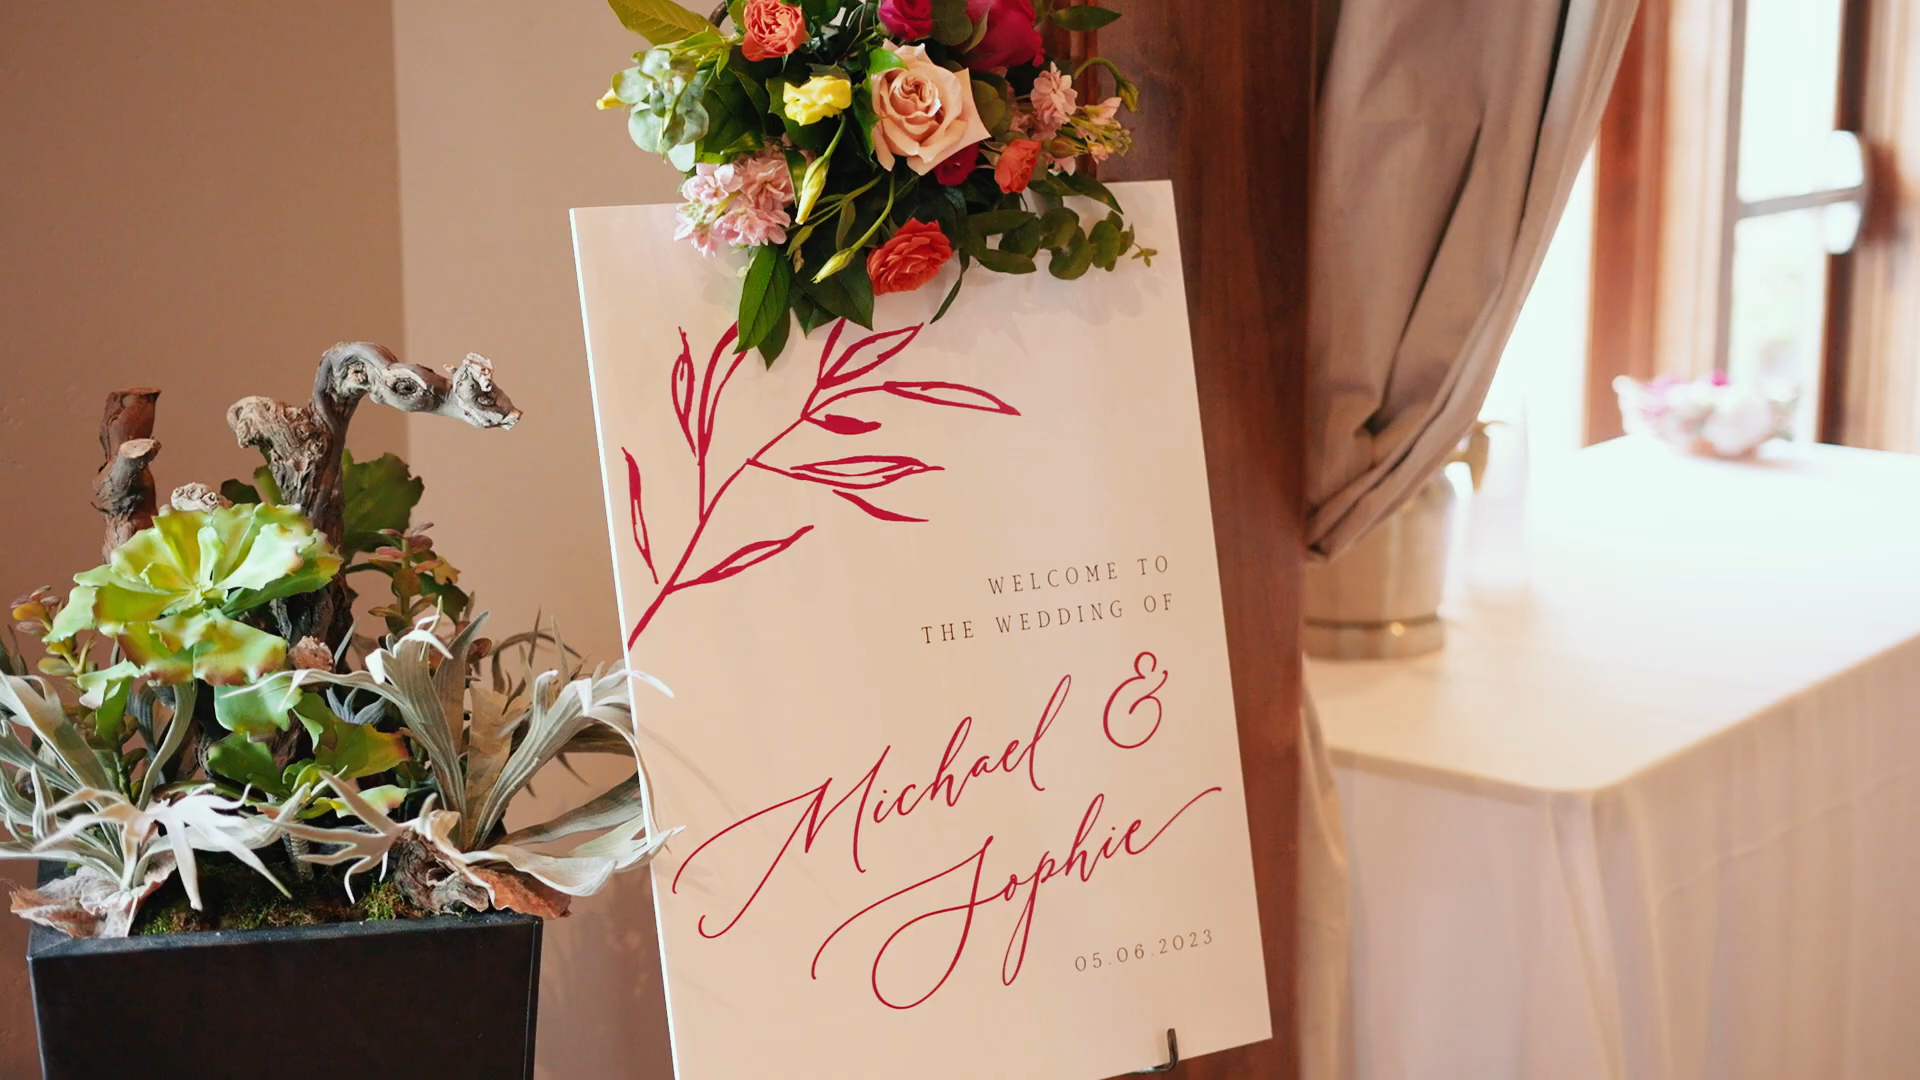 WELCOME TO
THE WEDDING OF
Michael &
Sophie
05.06.2023